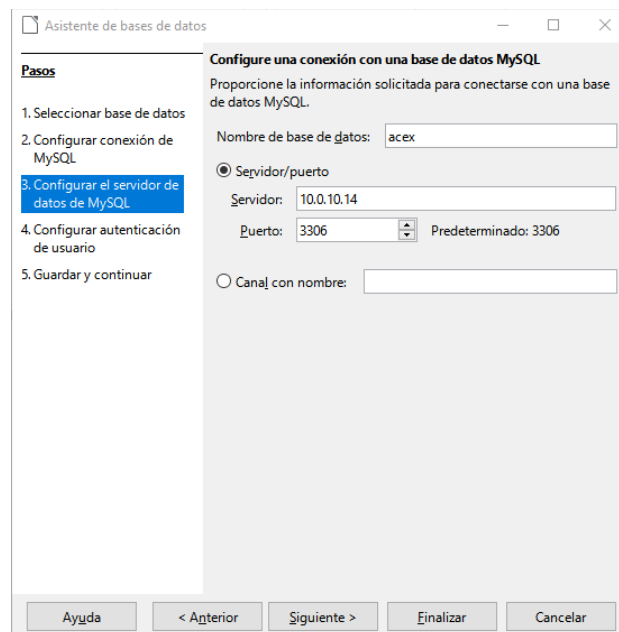 Asistente de bases de datos
Pasos
1. Seleccionar base de datos
2. Configurar conexión de
MySQL
3. Configurar el servidor de
datos de MySQL
4. Configurar autenticación
de usuario
5. Guardar y continuar
Configure una conexión con una base de datos MySQL
Proporcione la información solicitada para conectarse con una base
de datos MySQL.
Nombre de base de datos: acex
Servidor/puerto
Servidor: 10.0.10.14
Puerto: 3306 Predeterminado: 3306
Canal con nombre:
Ayuda < Anterior Siguiente > Finalizar Cancelar